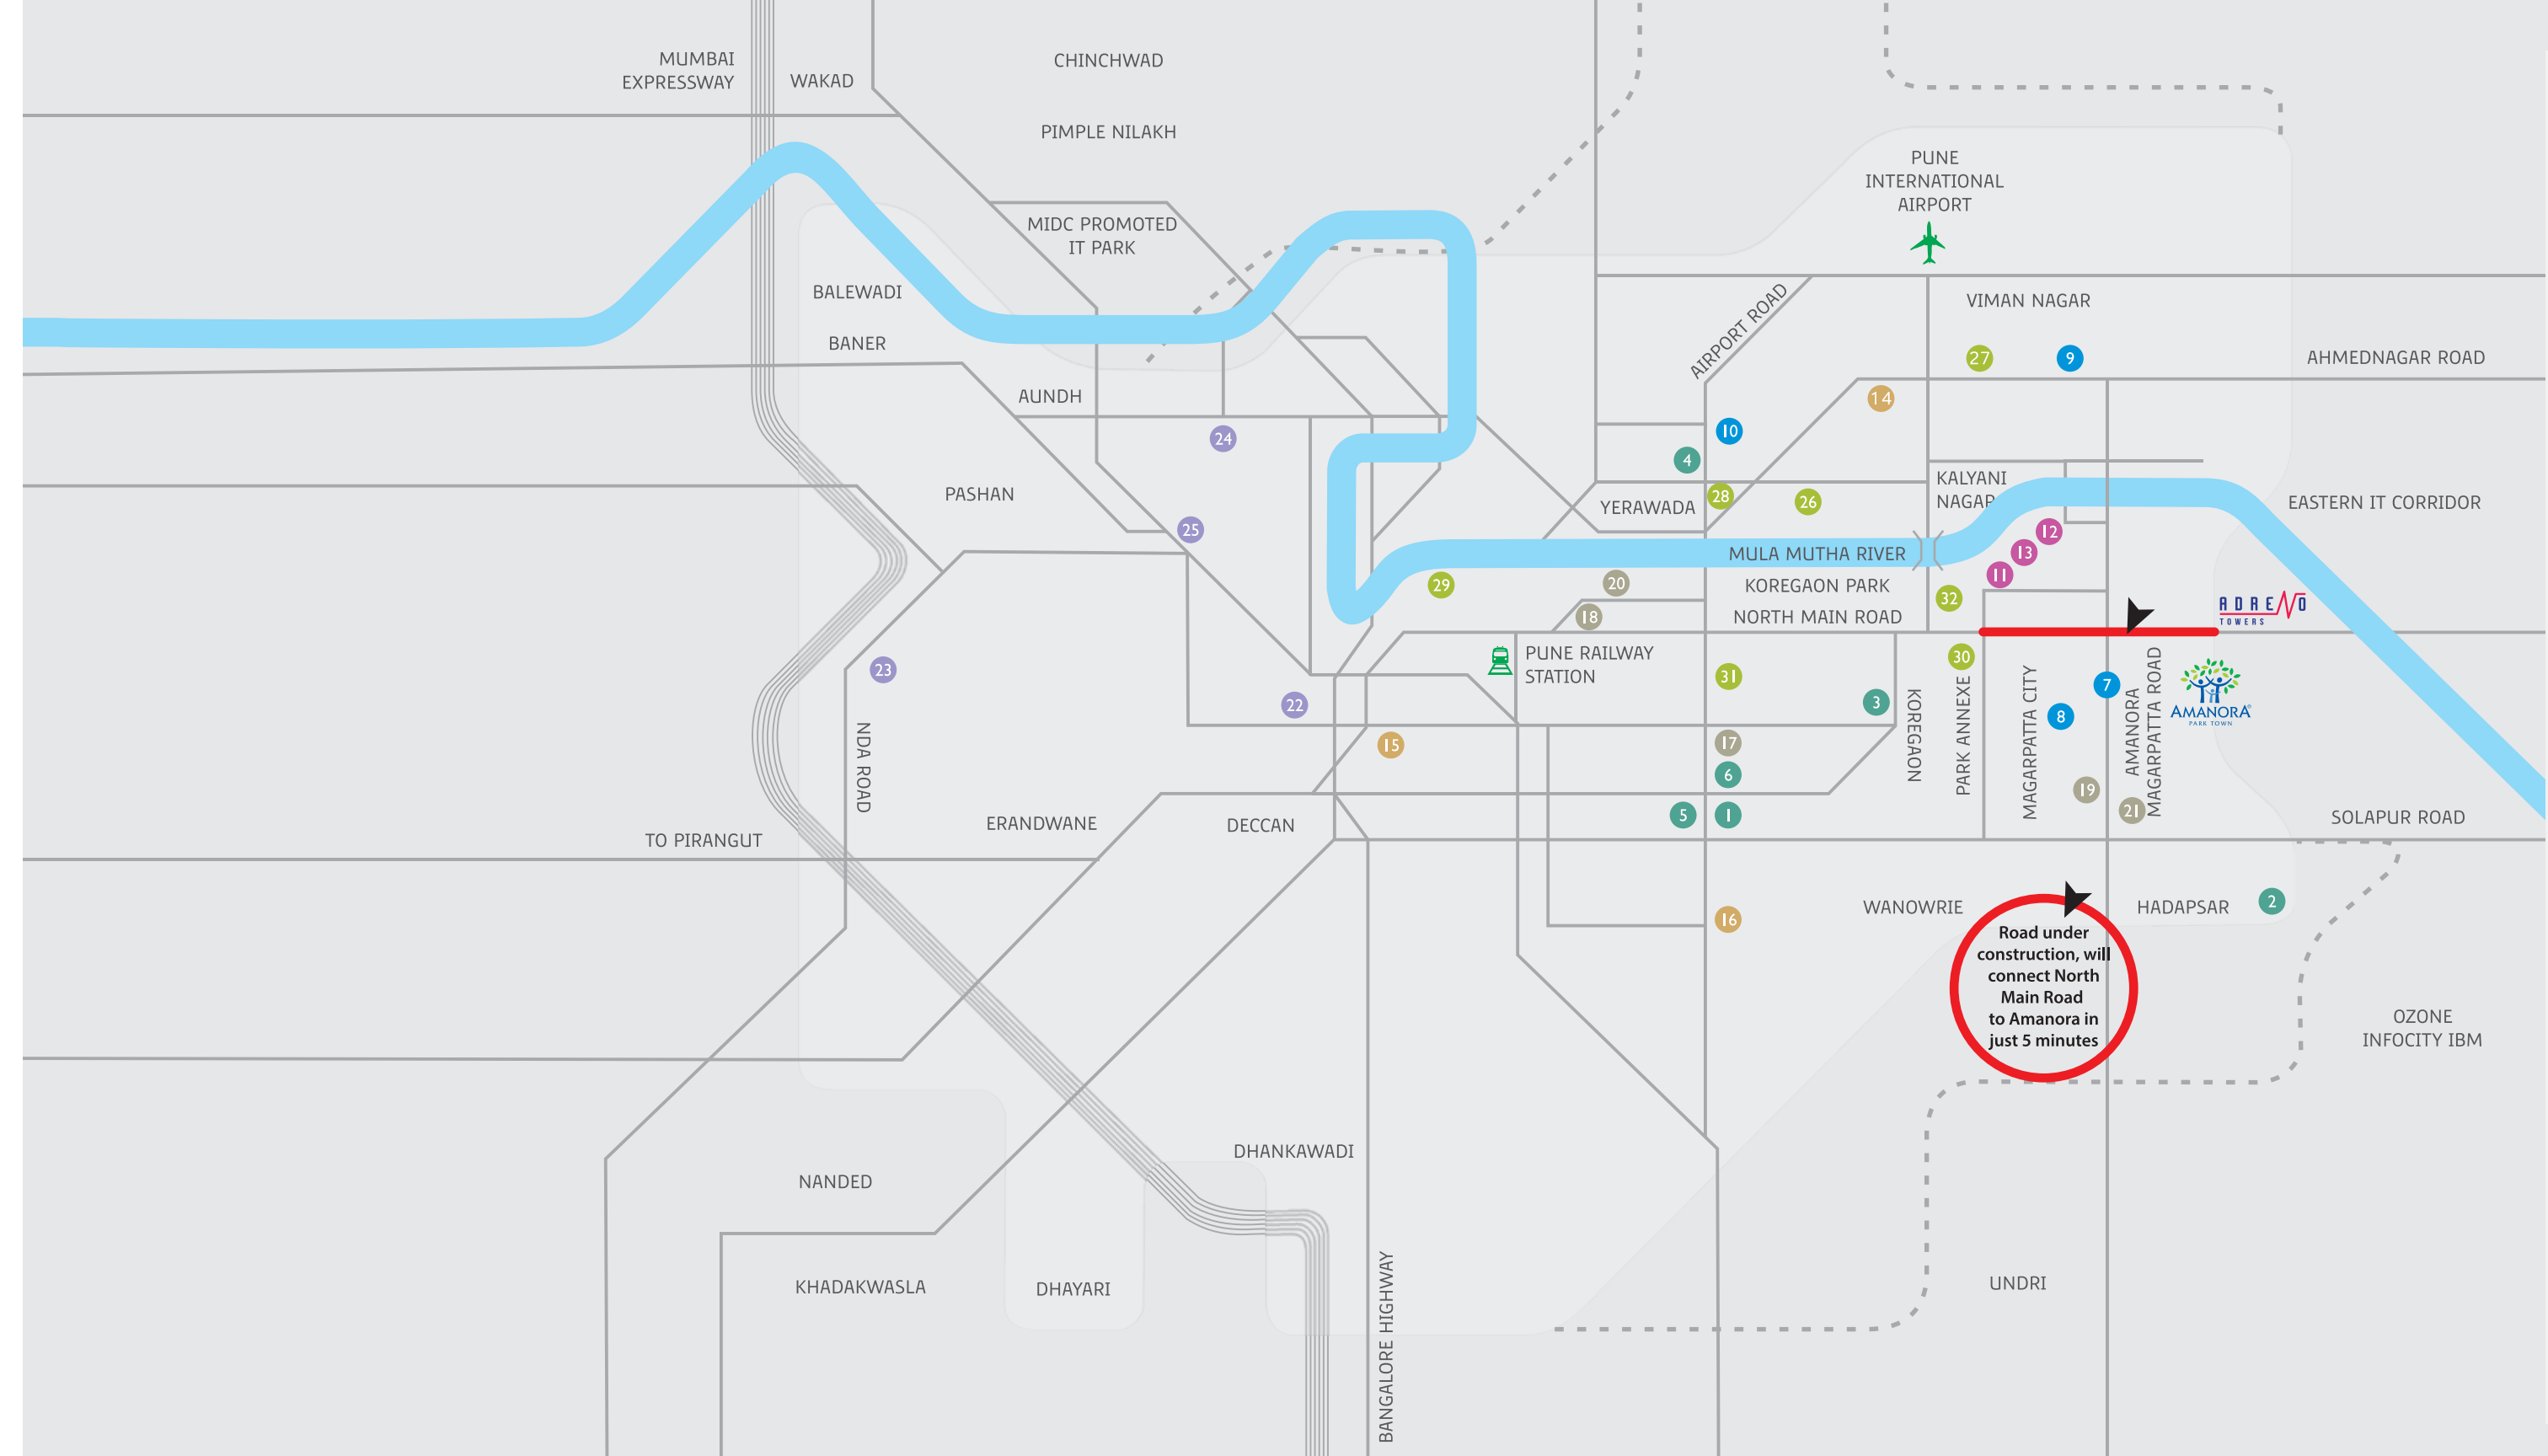 MUMBAI
EXPRESSWAY
WAKAD
CHINCHWAD
PIMPLE NILAKH
MIDC PROMOTED
IT PARK
PUNE
INTERNATIONAL
AIRPORT
BALEWADI
BANER
AUNDH
AIRPORT ROAD
VIMAN NAGAR
27
9
AHMEDNAGAR ROAD
14
10
24
4
PASHAN
KALYANI
NAGAR
28
26
YERAWADA
EASTERN IT CORRIDOR
25
12
13
11
MULA MUTHA RIVER
29
20
KOREGAON PARK
32
18
NORTH MAIN ROAD
ADRENO
TOWERS
23
PUNE RAILWAY
STATION
30
31
22
3
7
8
AMANORA
PARK TOWN
NDA ROAD
KOREGAON
PARK ANNEXE
MAGARPATTA CITY
AMANORA
MAGARPATTA ROAD
15
17
6
19
21
5
1
ERANDWANE
DECCAN
TO PIRANGUT
SOLAPUR ROAD
16
WANOWRIE
HADAPSAR
2
Road under
construction, will
connect North
Main Road
to Amanora in
just 5 minutes
OZONE
INFOCITY IBM
DHANKAWADI
NANDED
KHADAKWASLA
DHAYARI
BANGALORE HIGHWAY
UNDRI